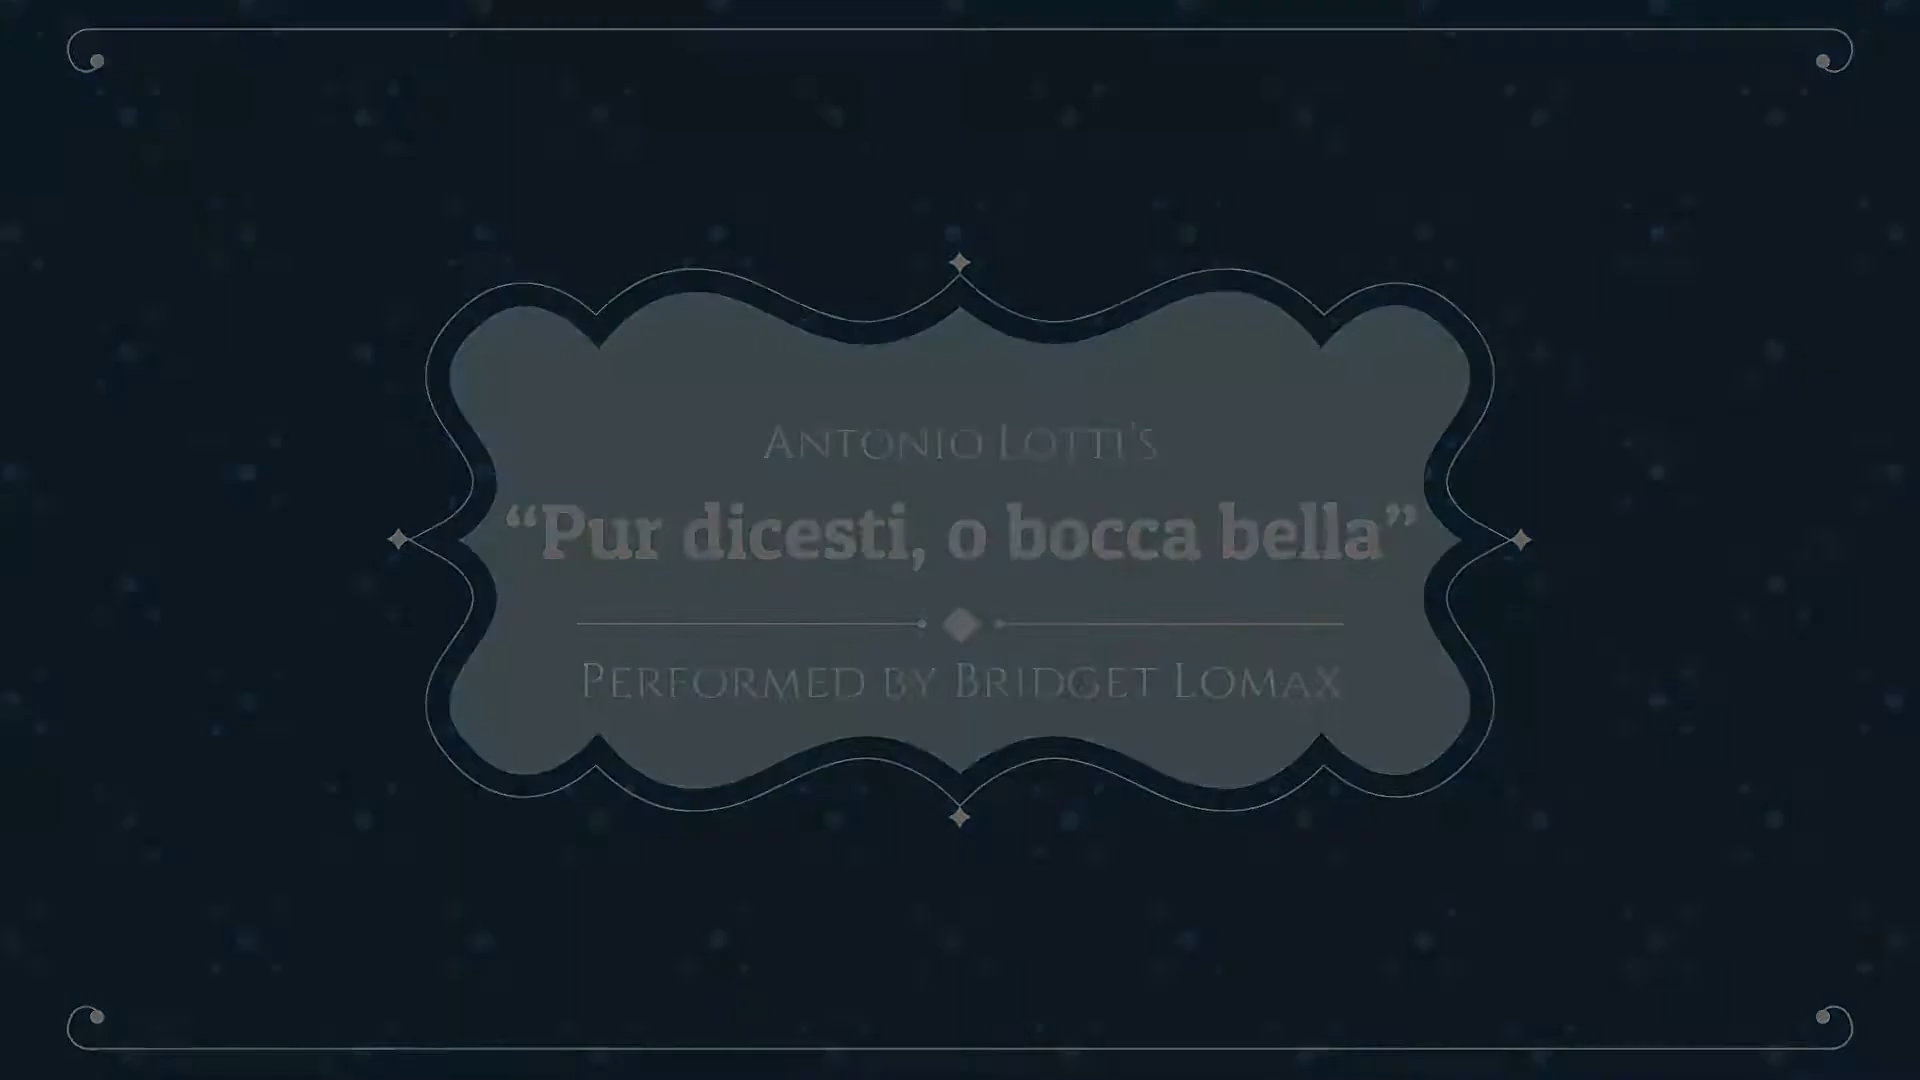 Antonio Lotti's
“Pur dicesti, o bocca bella”
Performed by Bridget Lomax